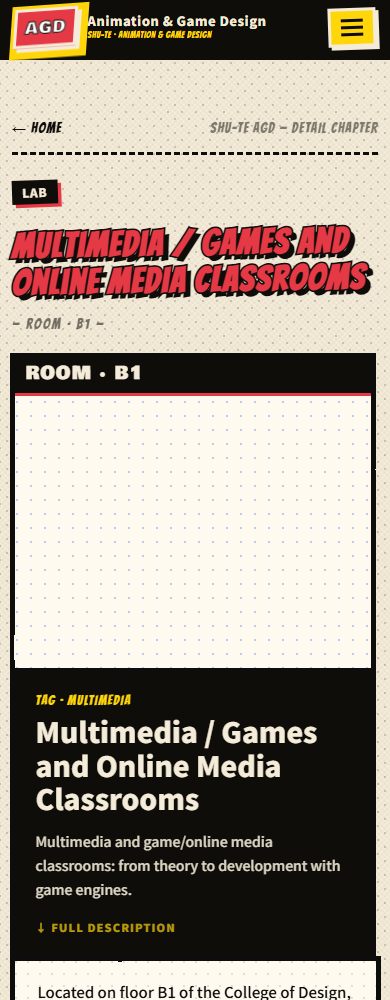 AGD
Animation & Game Design
SHU-TE · ANIMATION & GAME DESIGN
← HOME
SHU-TE AGD — DETAIL CHAPTER
LAB
MULTIMEDIA / GAMES AND
ONLINE MEDIA CLASSROOMS
— ROOM · B1 —
ROOM · B1
TAG · MULTIMEDIA
Multimedia / Games
and Online Media
Classrooms
Multimedia and game/online media
classrooms: from theory to development with
game engines.
↓ FULL DESCRIPTION
Located on floor B1 of the College of Design,